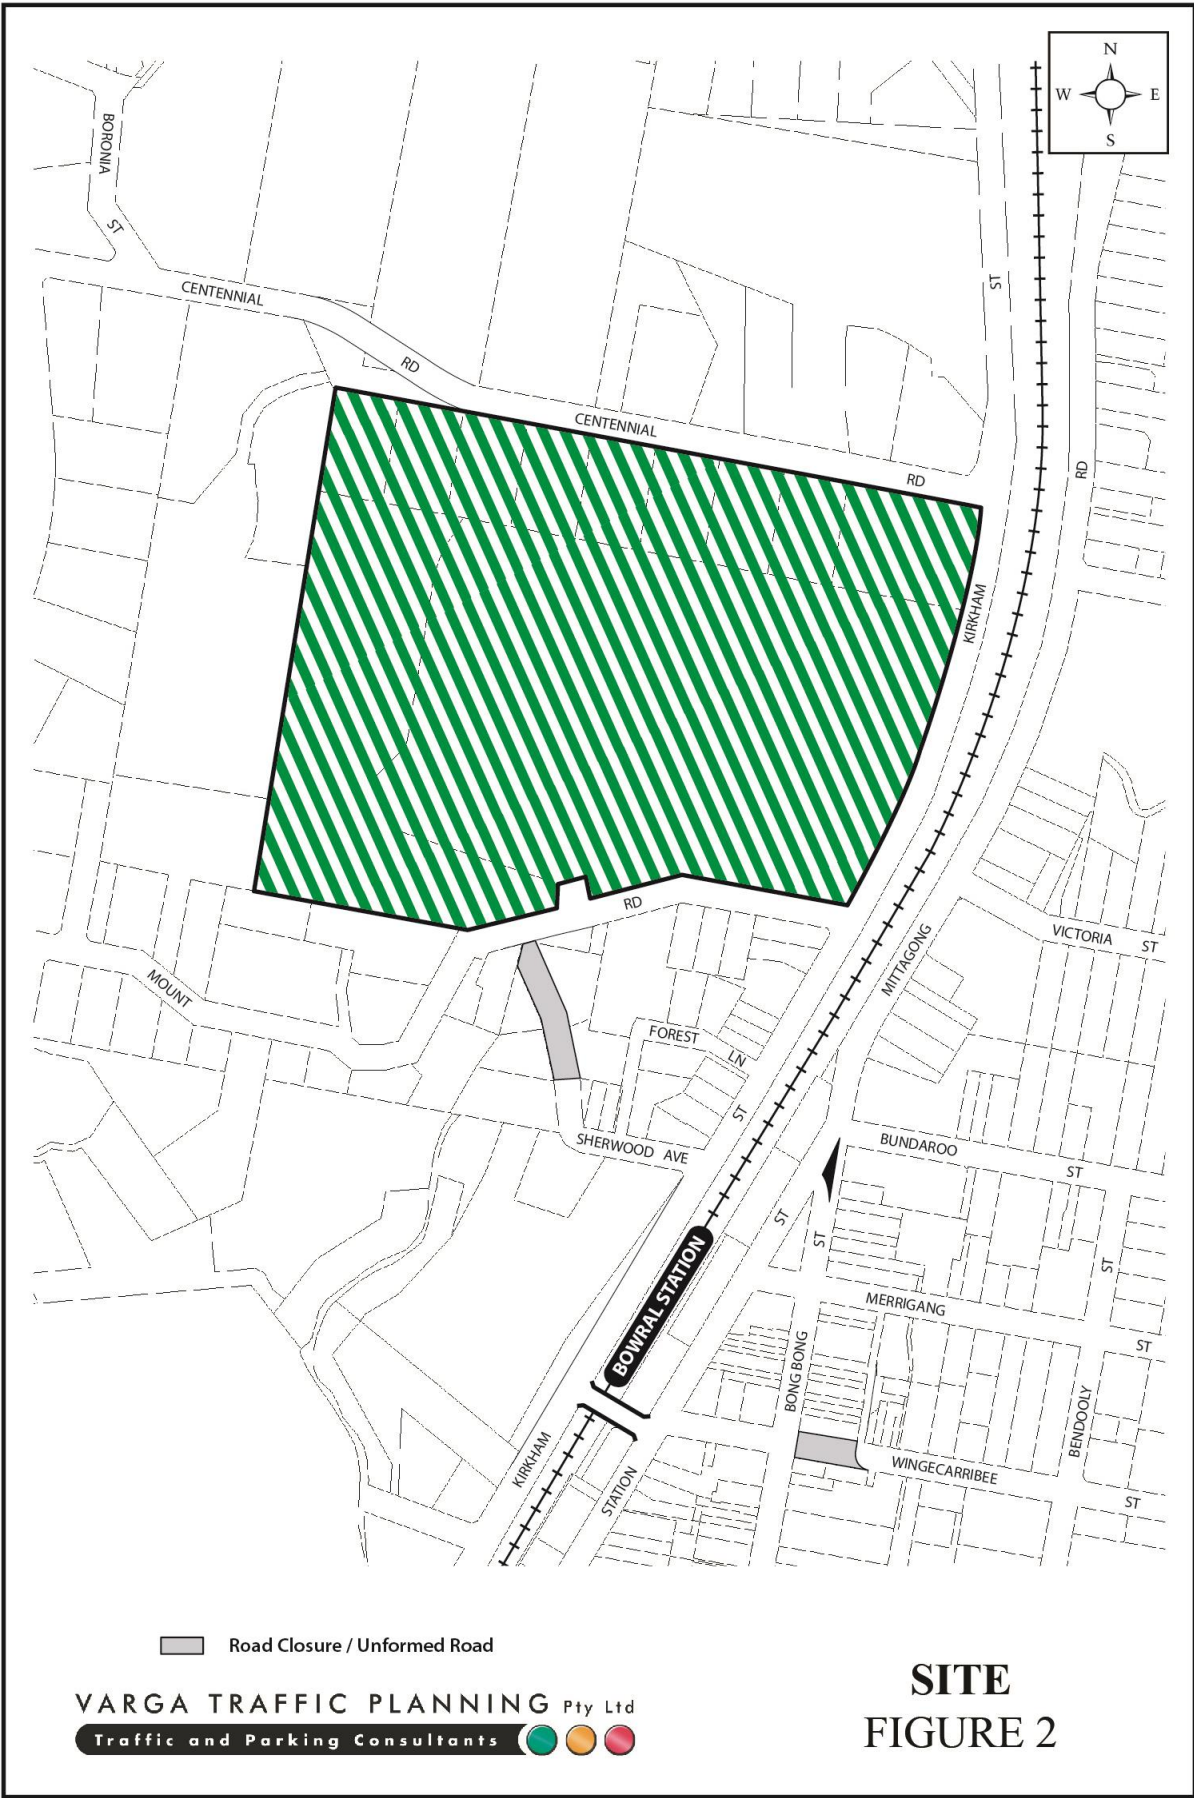 N
W E
S
BORONIA
ST
CENTENNIAL
RD
ST
CENTENNIAL
RD
RD
KIRKHAM
RD
VICTORIA ST
MITTAGONG
MOUNT
FOREST
LN
ST
SHERWOOD AVE
BUNDAROO
ST
ST
ST
ST
BOWRAL STATION
MERRIGANG
ST
BONG BONG
BENDOOLY
KIRKHAM
STATION
WINGECARRIBEE
ST
Road Closure / Unformed Road
VARGA TRAFFIC PLANNING Pty Ltd
Traffic and Parking Consultants
SITE
FIGURE 2